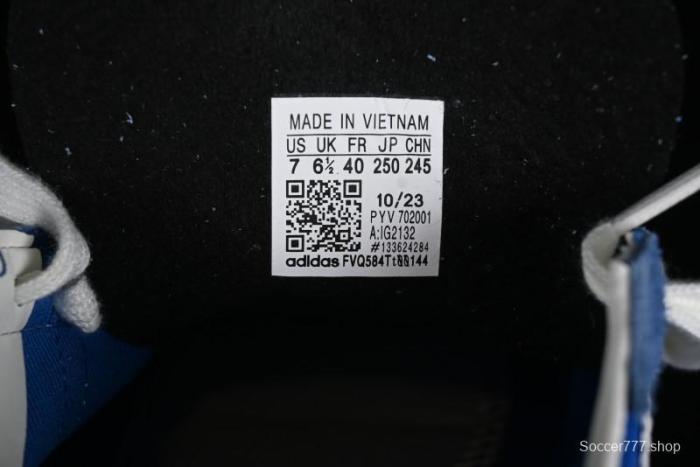 MADE IN VIETNAM
US UK FR JP CHN
7 6½ 40 250 245
10/23
PYV 702001
A:IG2132
#133624284
adidas
Soccer777.shop